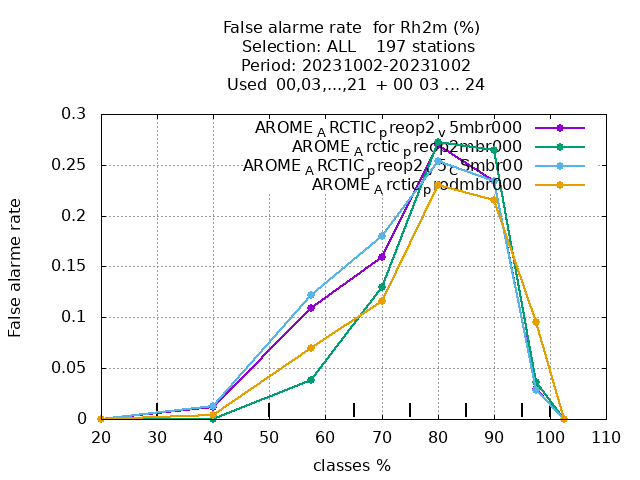 False alarme rate  for Rh2m (%)
Selection: ALL    197 stations
Period: 20231002-20231002
Used  00,03,...,21  + 00 03 ... 24
AROME_ARCTIC_preop2_v5mbr000
AROME_Arctic_preop2mbr000
AROME_ARCTIC_preop2_v5_CSmbr00
AROME_Arctic_prodmbr000
0.3
0.25
0.2
0.15
0.1
0.05
0
False alarme rate
20 30 40 50 60 70 80 90 100 110
classes %